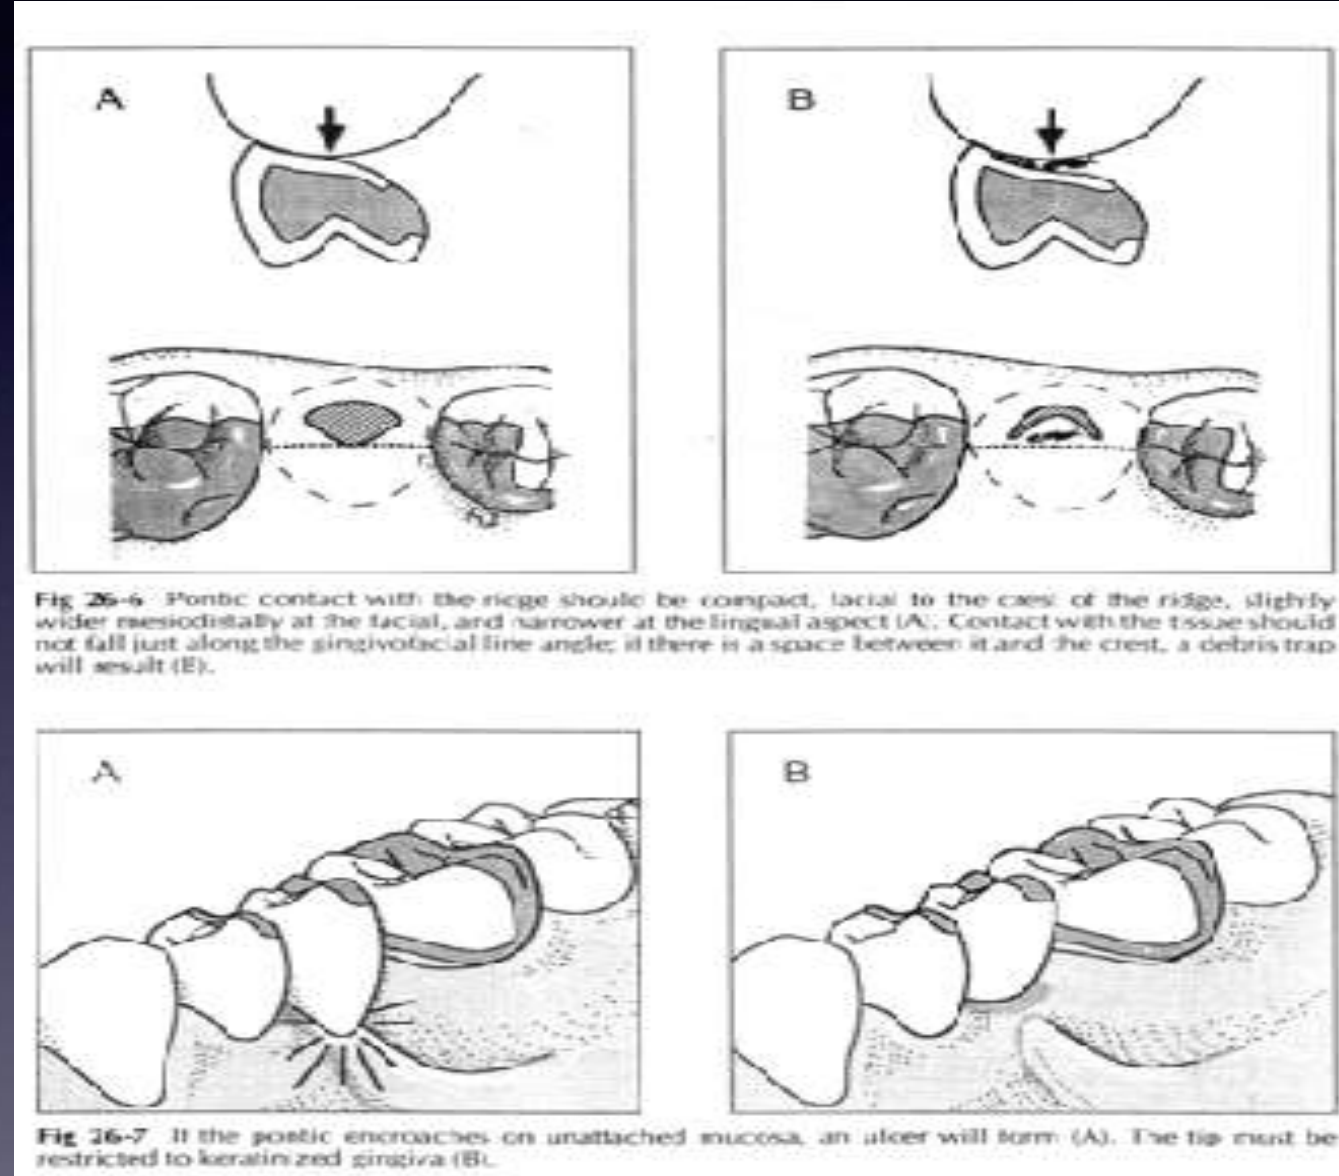 A
B
Fig 26-6 Pontic contact with the ridge should be compact, facial to the crest of the ridge, slightly
wider mesiodistally at the facial, and narrower at the lingual aspect (A). Contact with the tissue should
not fall just along the gingivofacial line angle; if there is a space between it and the crest, a debris trap
will result (B).
A
B
Fig 26-7 If the pontic encroaches on unattached mucosa, an ulcer will form (A). The tip must be
restricted to keratinized gingiva (B).